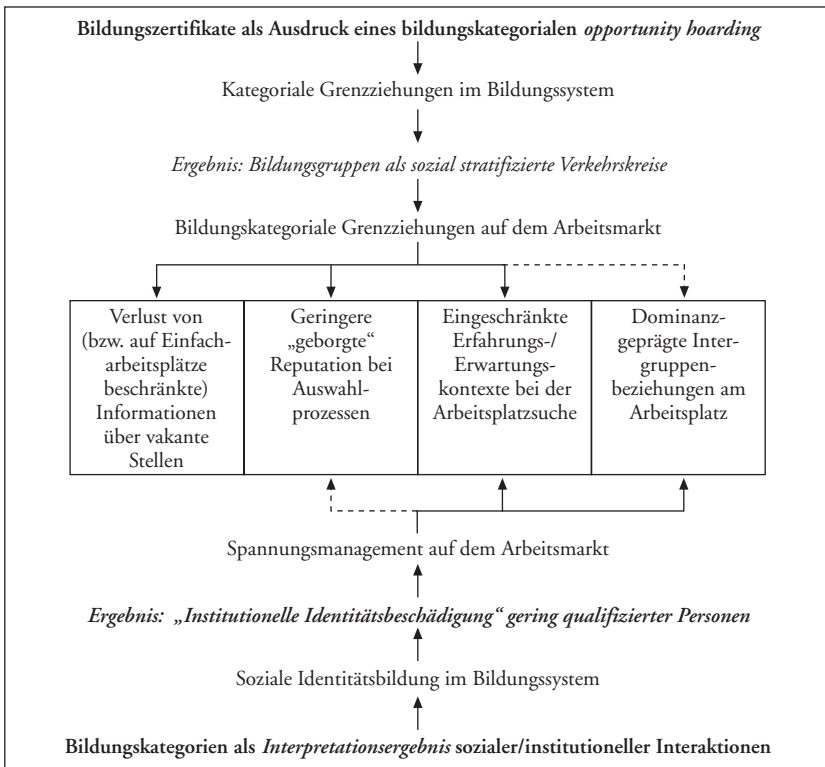 Bildungszertifikate als Ausdruck eines bildungskategorialen opportunity hoarding
Kategoriale Grenzziehungen im Bildungssystem
Ergebnis: Bildungsgruppen als sozial stratifizierte Verkehrskreise
Bildungskategoriale Grenzziehungen auf dem Arbeitsmarkt
Verlust von
(bzw. auf Einfach-
arbeitsplätze
beschränkte)
Informationen
über vakante
Stellen
Geringere
„geborgte“
Reputation bei
Auswahl-
prozessen
Eingeschränkte
Erfahrungs-/
Erwartungs-
kontexte bei der
Arbeitsplatzsuche
Dominanz-
geprägte Inter-
gruppen-
beziehungen am
Arbeitsplatz
Spannungsmanagement auf dem Arbeitsmarkt
Ergebnis: „Institutionelle Identitätsbeschädigung“ gering qualifizierter Personen
Soziale Identitätsbildung im Bildungssystem
Bildungskategorien als Interpretationsergebnis sozialer/institutioneller Interaktionen